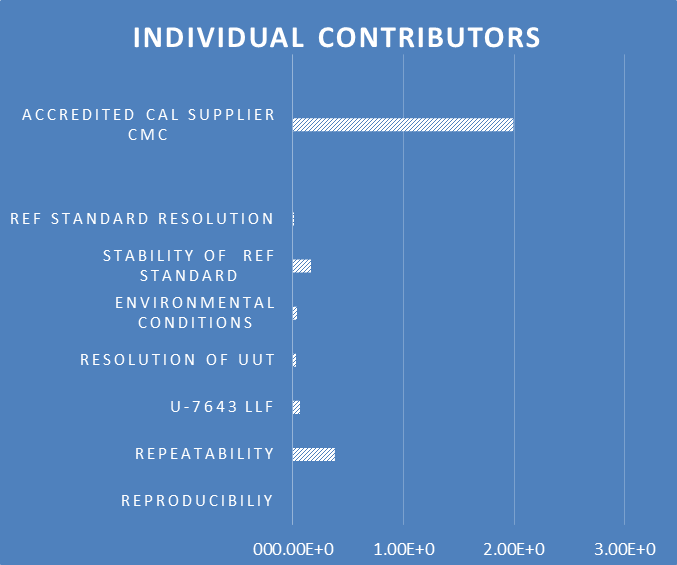 INDIVIDUAL CONTRIBUTORS
ACCREDITED CAL SUPPLIER
CMC
REF STANDARD RESOLUTION
STABILITY OF REF
STANDARD
ENVIRONMENTAL
CONDITIONS
RESOLUTION OF UUT
U-7643 LLF
REPEATABILITY
REPRODUCIBILIY
000.00E+0 1.00E+0 2.00E+0 3.00E+0